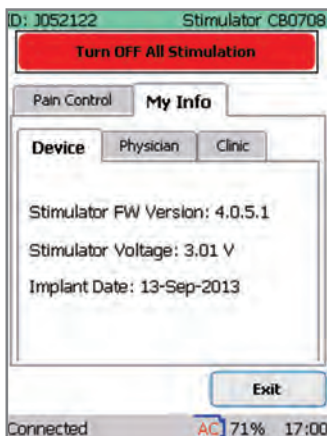 ID: J052122 Stimulator CB0708
Turn OFF All Stimulation
Pain Control My Info
Device Physician Clinic
Stimulator FW Version: 4.0.5.1
Stimulator Voltage: 3.01 V
Implant Date: 13-Sep-2013
Exit
Connected AC 71% 17:00